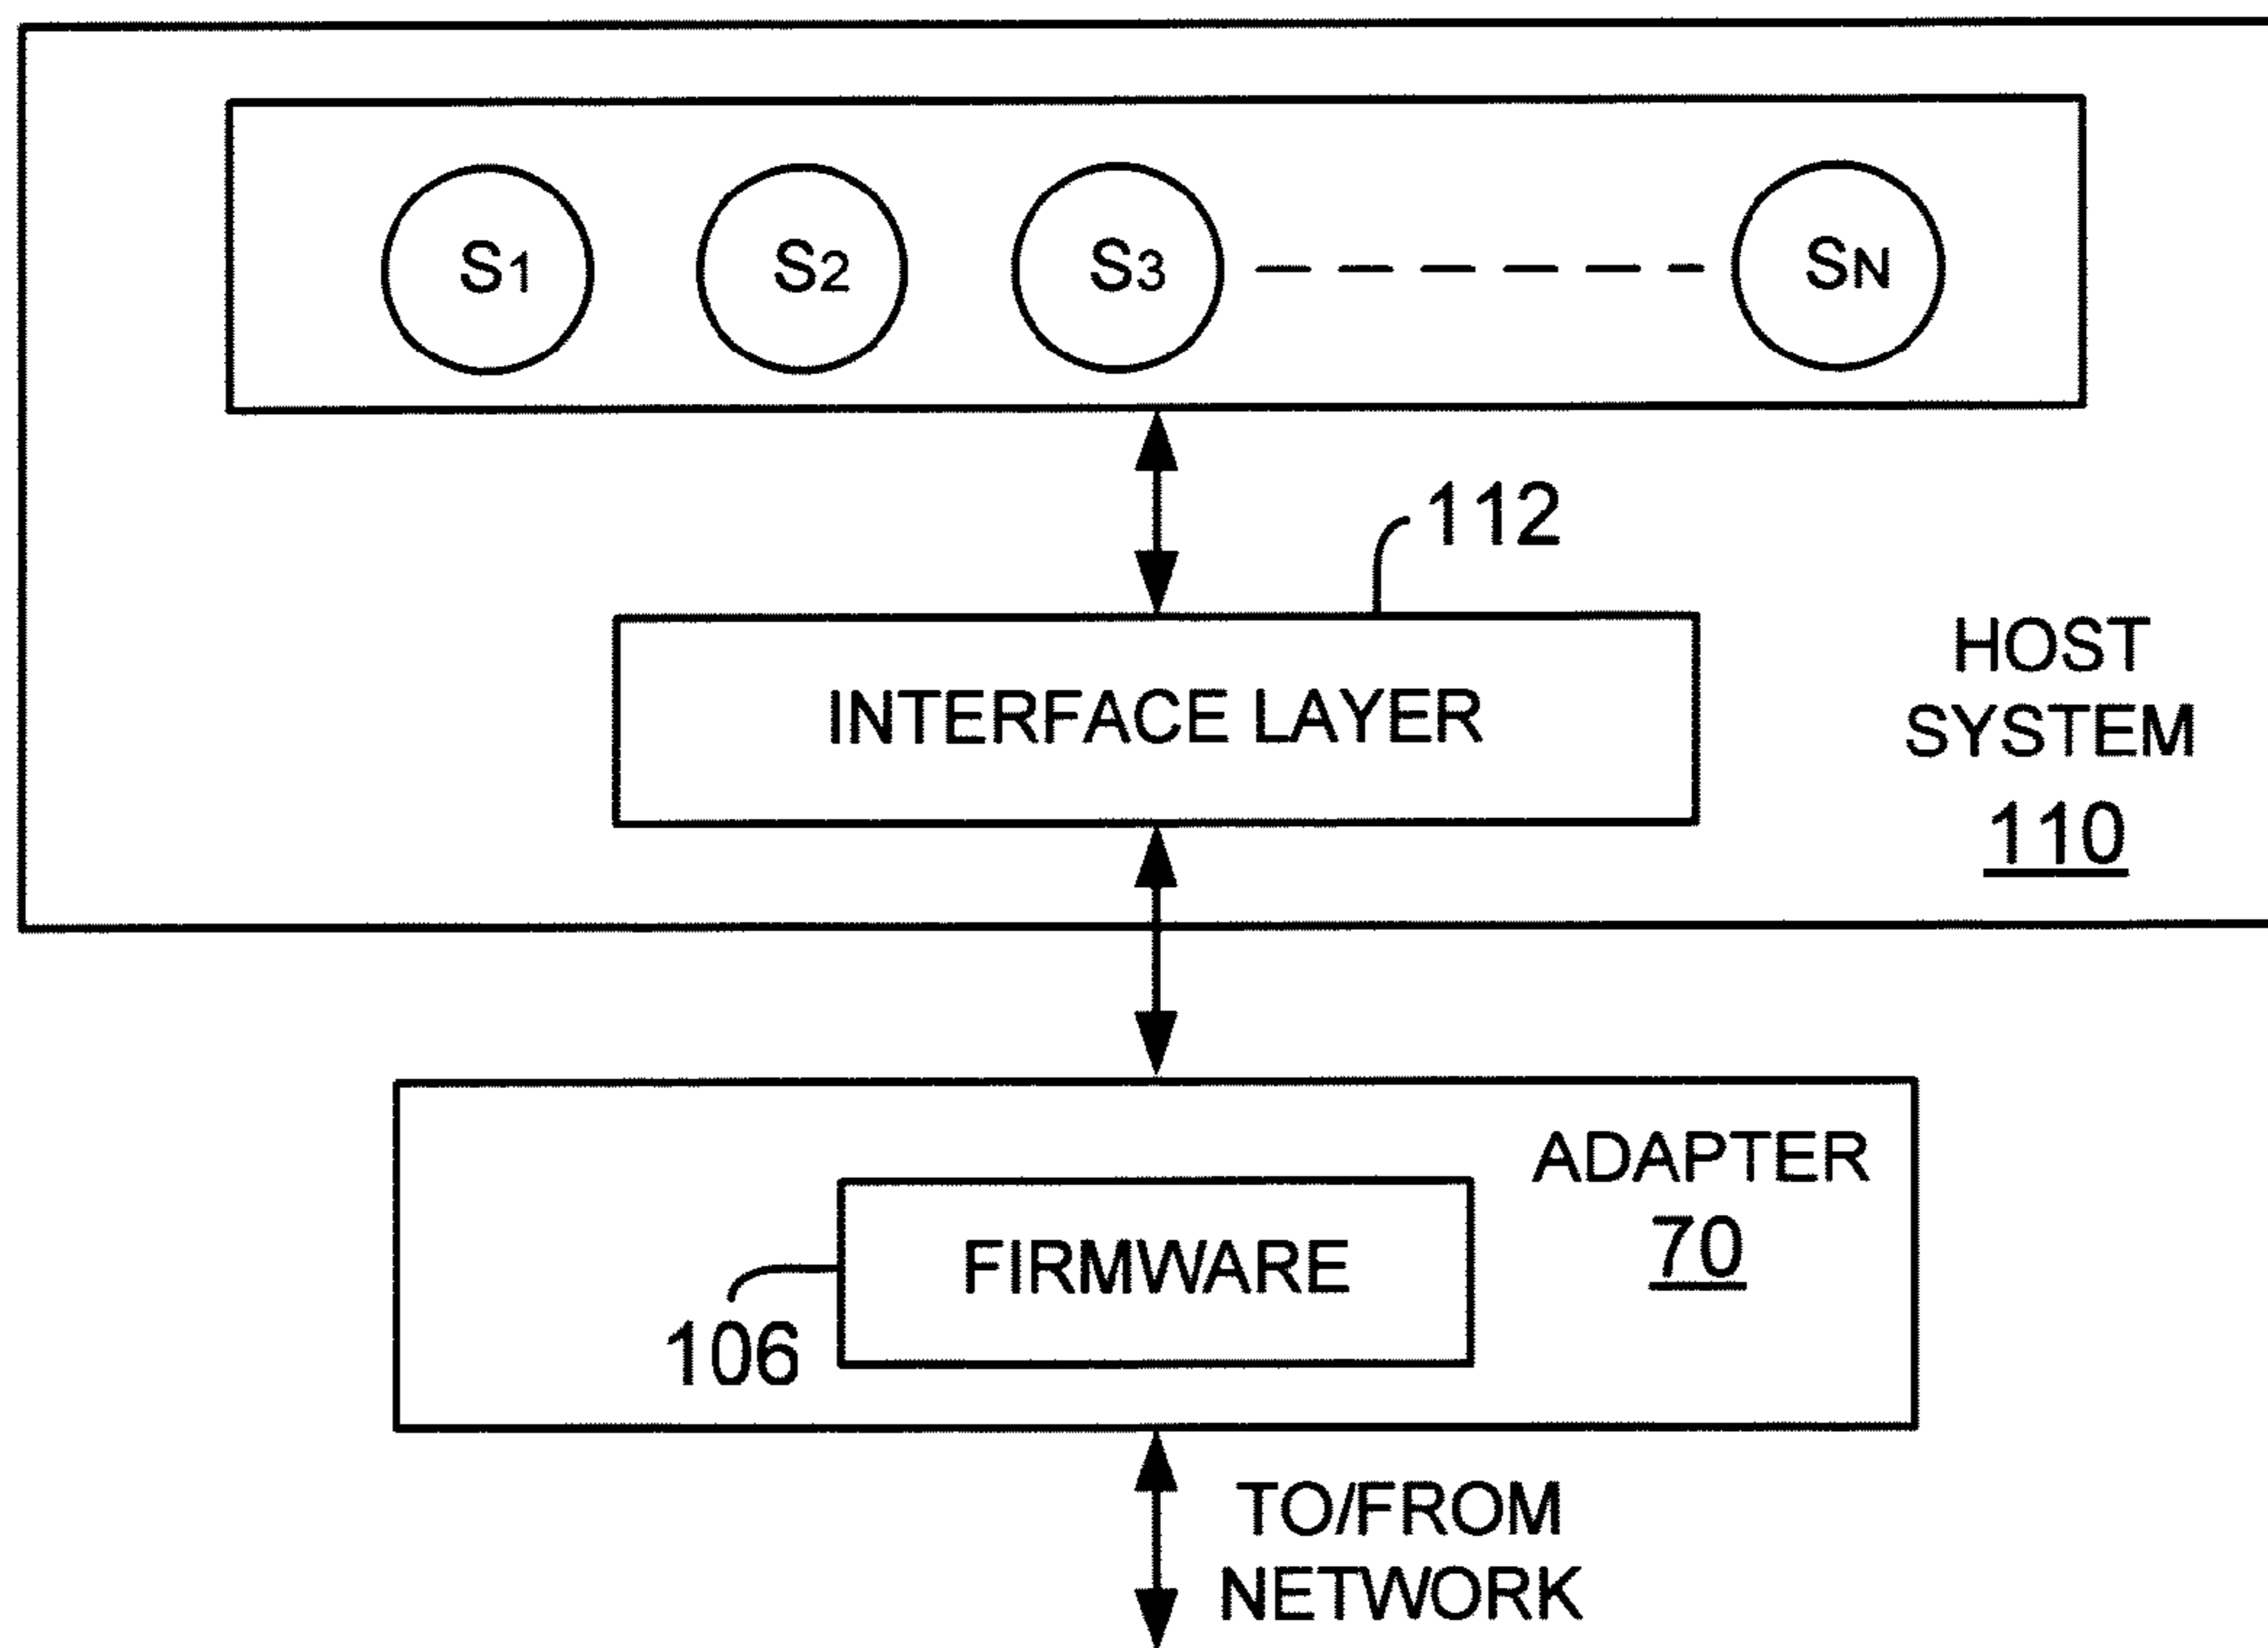 S1 S2 S3 SN
112
INTERFACE LAYER
HOST
SYSTEM
110
ADAPTER
70
FIRMWARE
106
TO/FROM
NETWORK